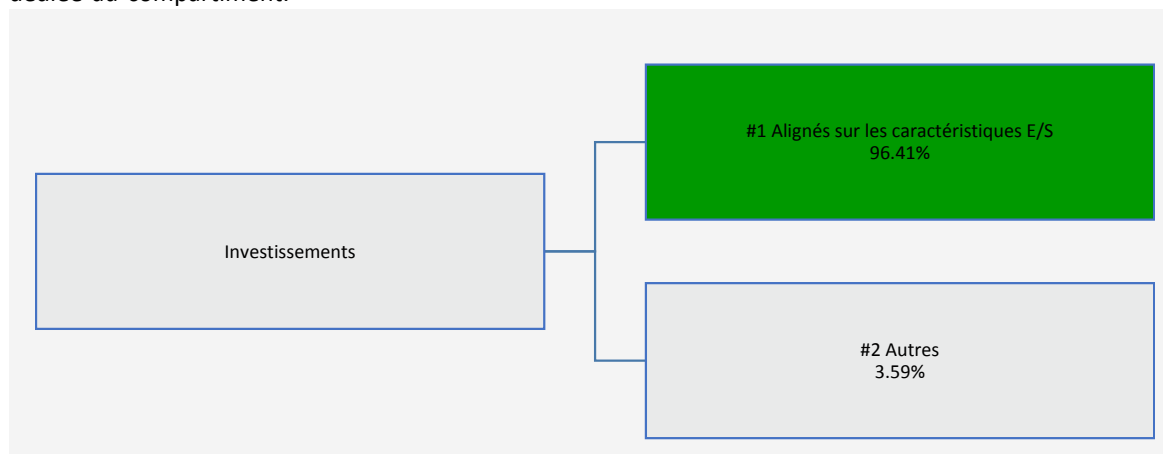 Investissements
#1 Alignés sur les caractéristiques E/S
96.41%
#2 Autres
3.59%